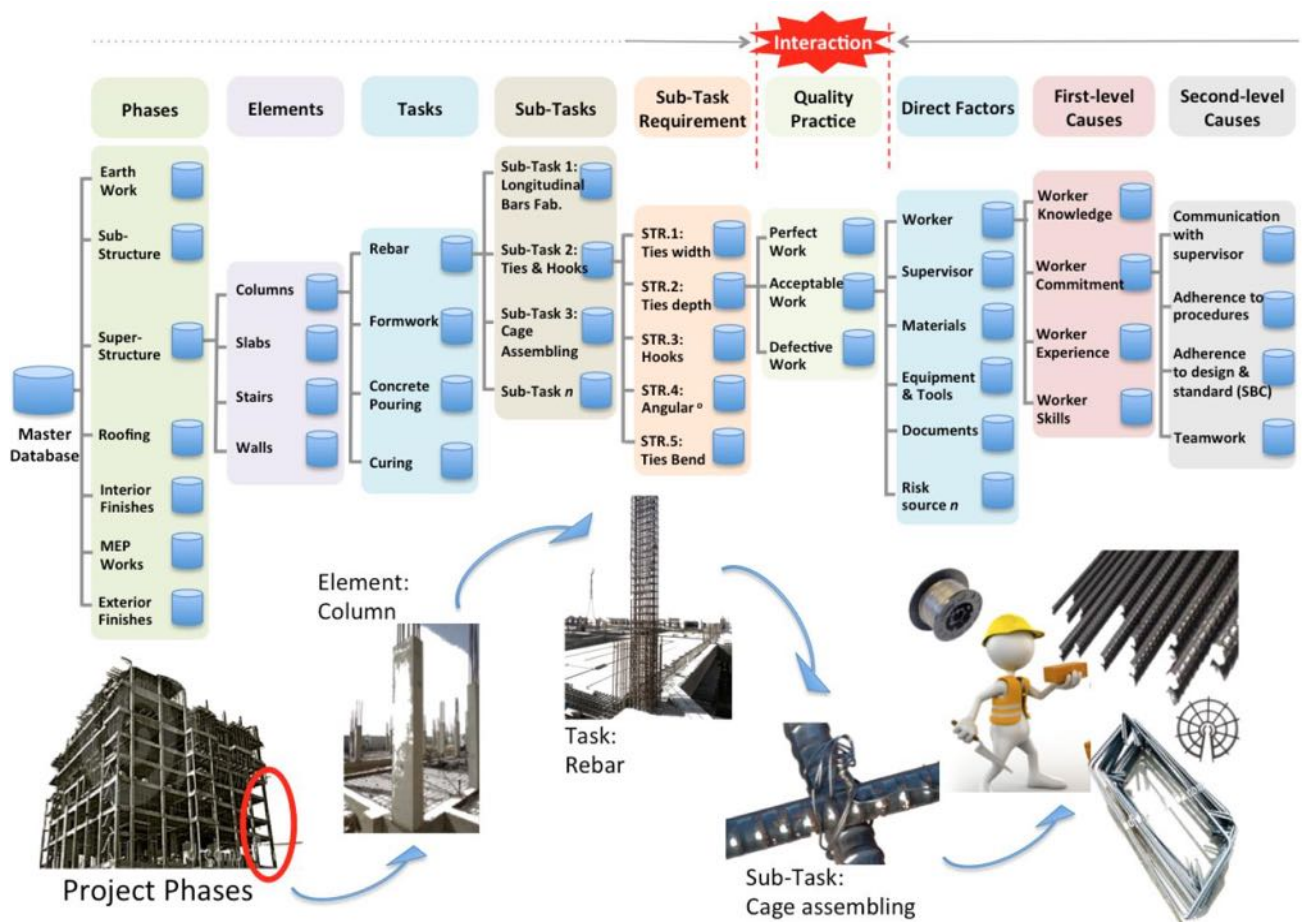 Interaction
Phases
Elements
Tasks
Sub-Tasks
Sub-Task
Requirement
Quality
Practice
Direct Factors
First-level
Causes
Second-level
Causes
Master
Database
Earth
Work
Sub-
Structure
Super-
Structure
Roofing
Interior
Finishes
MEP
Works
Exterior
Finishes
Columns
Slabs
Stairs
Walls
Rebar
Formwork
Concrete
Pouring
Curing
Sub-Task 1:
Longitudinal
Bars Fab.
Sub-Task 2:
Ties & Hooks
Sub-Task 3:
Cage
Assembling
Sub-Task n
STR.1:
Ties width
STR.2:
Ties depth
STR.3:
Hooks
STR.4:
Angular °
STR.5:
Ties Bend
Perfect
Work
Acceptable
Work
Defective
Work
Worker
Supervisor
Materials
Equipment
& Tools
Documents
Risk
source n
Worker
Knowledge
Worker
Commitment
Worker
Experience
Worker
Skills
Communication
with
supervisor
Adherence to
procedures
Adherence
to design &
standard (SBC)
Teamwork
Project Phases
Element:
Column
Task:
Rebar
Sub-Task:
Cage assembling